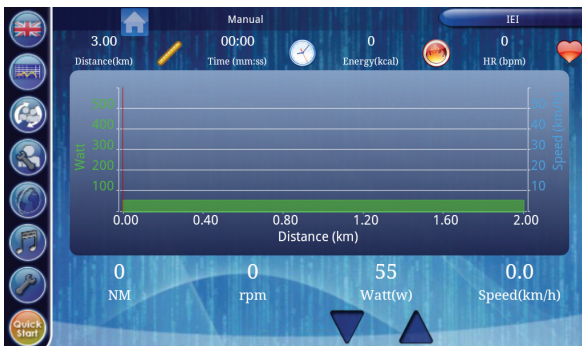 Manual
IEI
3.00
00:00
0
0
Distance(km)
Time (mm:ss)
Energy(kcal)
HR (bpm)
500
400
300
200
100
Watt
50
40
30
20
10
Speed (km/h)
0.00 0.40 0.80 1.20 1.60 2.00
Distance (km)
0
0
55
0.0
NM
rpm
Watt(w)
Speed(km/h)
Quick
Start